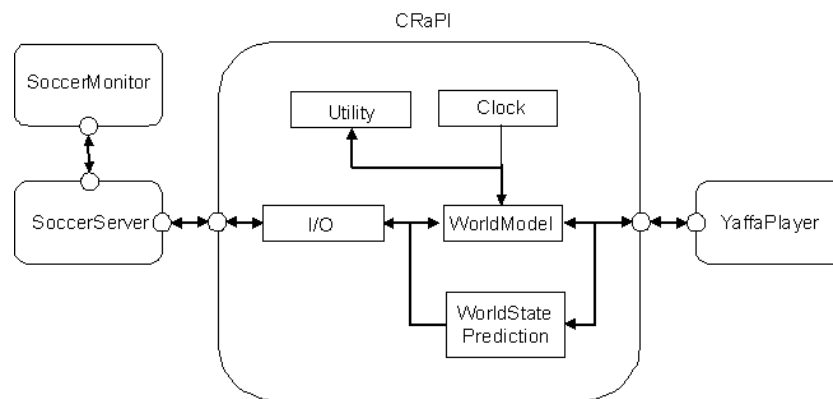 CRaPI
SoccerMonitor
Utility
Clock
SoccerServer
I/O
WorldModel
YaffaPlayer
WorldState
Prediction